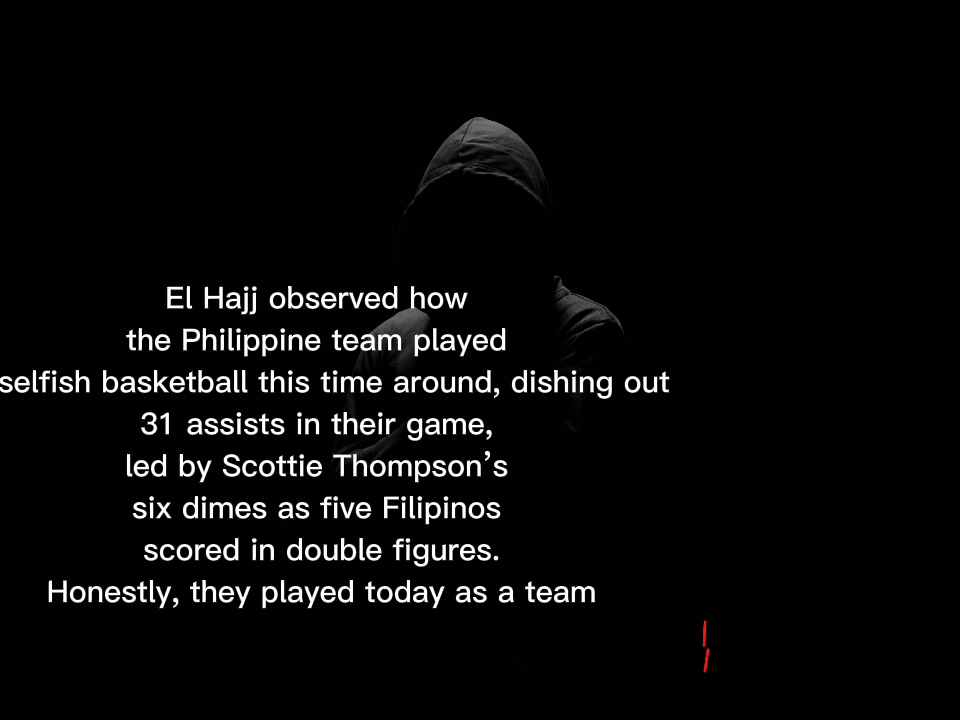 El Hajj observed how
the Philippine team played
selfish basketball this time around, dishing out
31 assists in their game,
led by Scottie Thompson’s
six dimes as five Filipinos
scored in double figures.
Honestly, they played today as a team